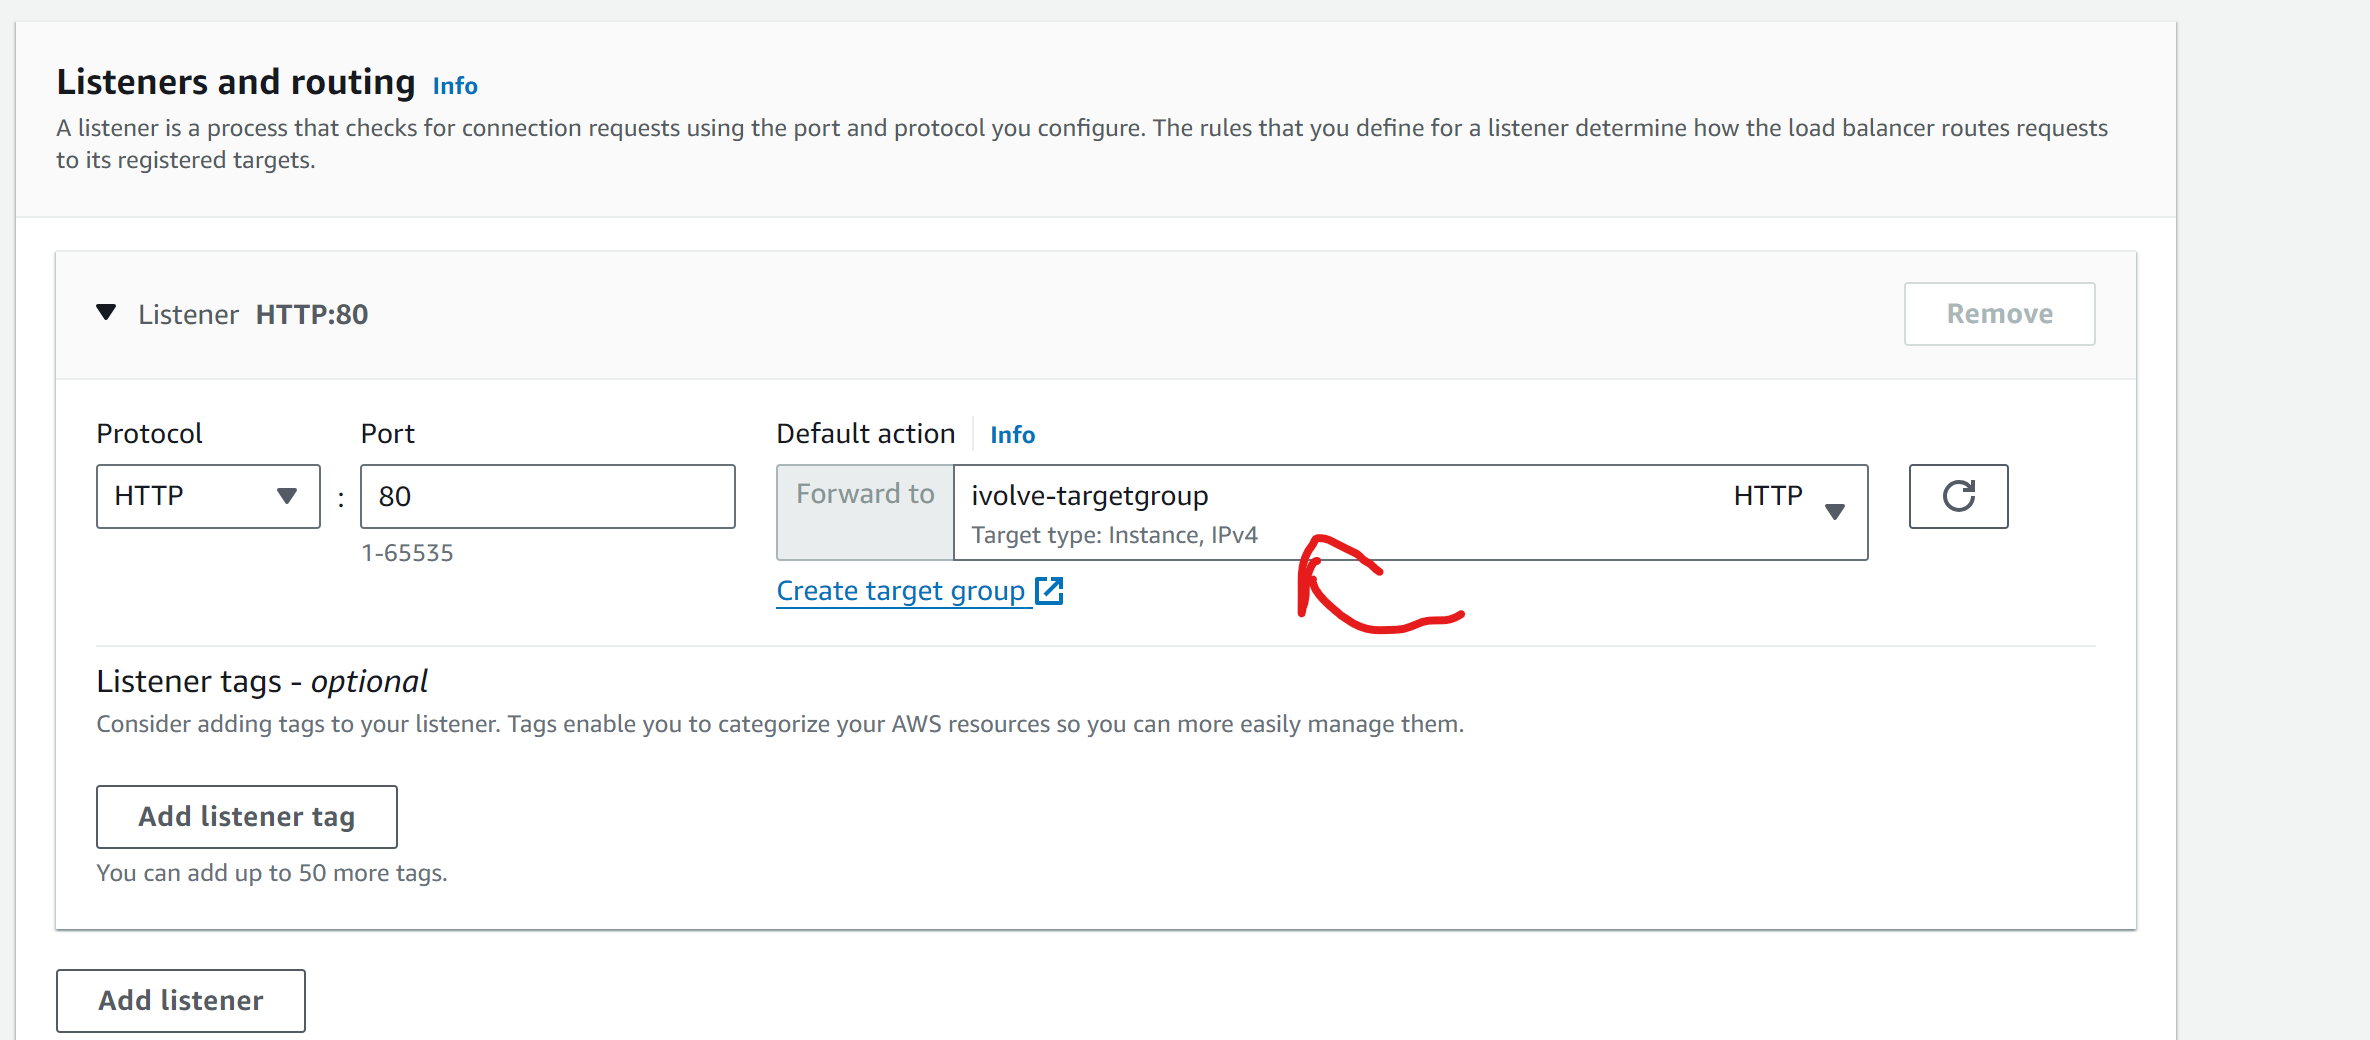 Listeners and routing Info
A listener is a process that checks for connection requests using the port and protocol you configure. The rules that you define for a listener determine how the load balancer routes requests
to its registered targets.
Listener HTTP:80
Remove
Protocol Port Default action Info
HTTP : 80 Forward to ivolve-targetgroup HTTP
Target type: Instance, IPv4
1-65535
Create target group
Listener tags - optional
Consider adding tags to your listener. Tags enable you to categorize your AWS resources so you can more easily manage them.
Add listener tag
You can add up to 50 more tags.
Add listener